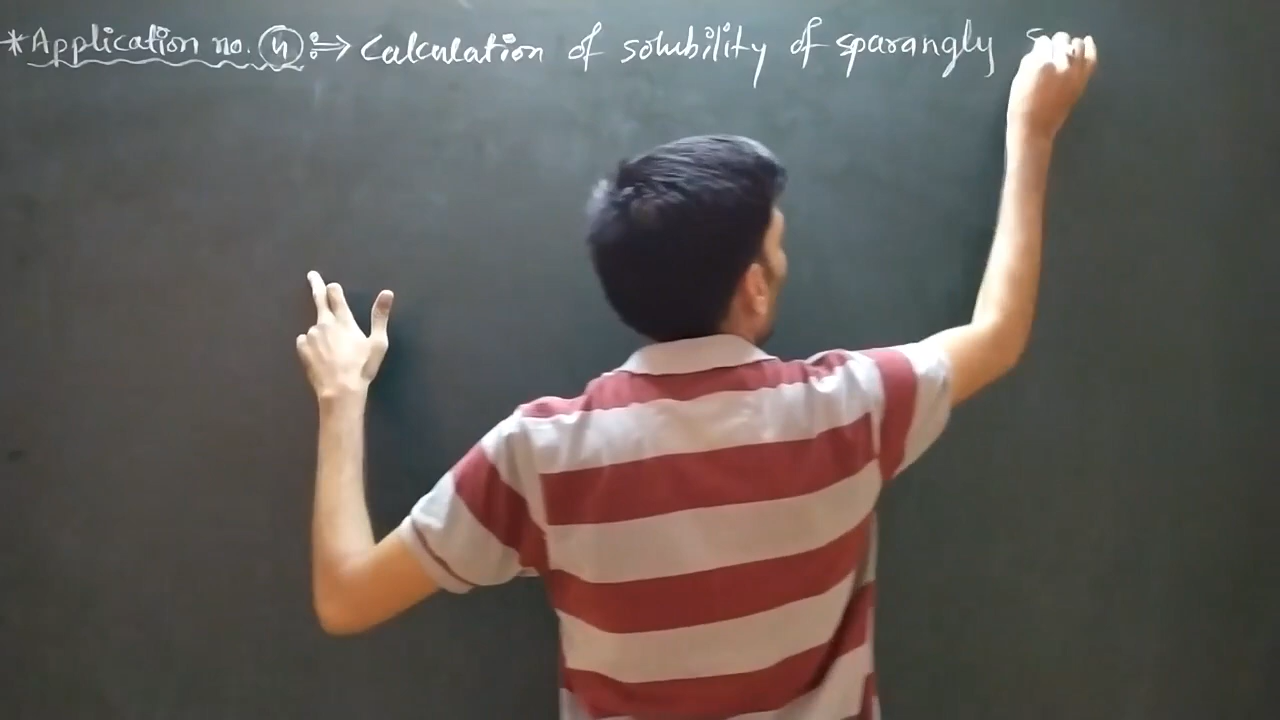 *Application no. 4 :⇒ Calculation of solubility of sparangly